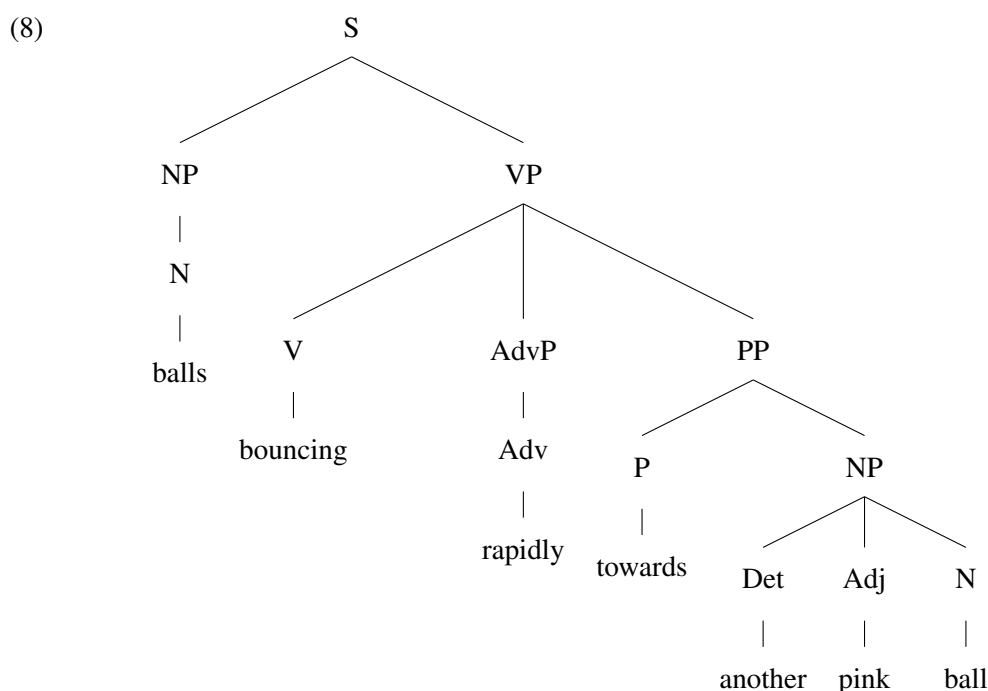 (8) S
NP VP
N
V AdvP PP
balls
bouncing Adv P NP
rapidly towards
Det Adj N
another pink ball